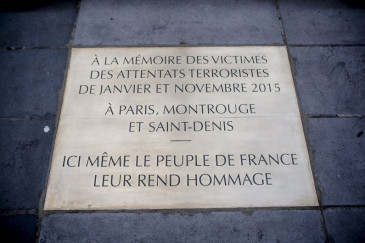 À LA MÉMOIRE DES VICTIMES
DES ATTENTATS TERRORISTES
DE JANVIER ET NOVEMBRE 2015
À PARIS, MONTROUGE
ET SAINT-DENIS
ICI MÊME LE PEUPLE DE FRANCE
LEUR REND HOMMAGE